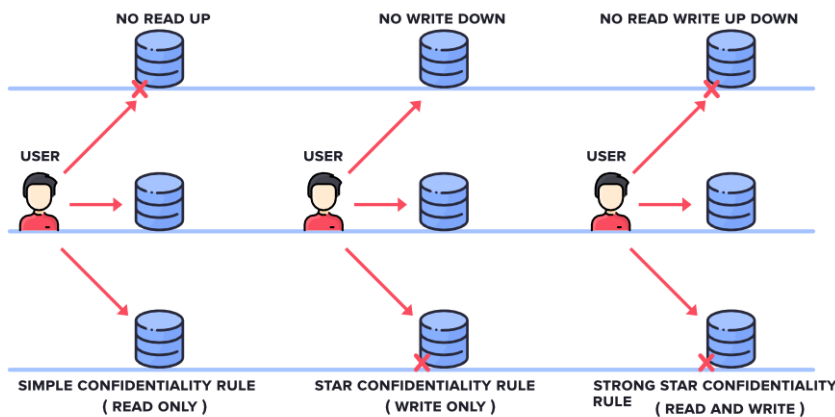 NO READ UP
NO WRITE DOWN
NO READ WRITE UP DOWN
USER
USER
USER
SIMPLE CONFIDENTIALITY RULE
( READ ONLY )
STAR CONFIDENTIALITY RULE
( WRITE ONLY )
STRONG STAR CONFIDENTIALITY
RULE
( READ AND WRITE )